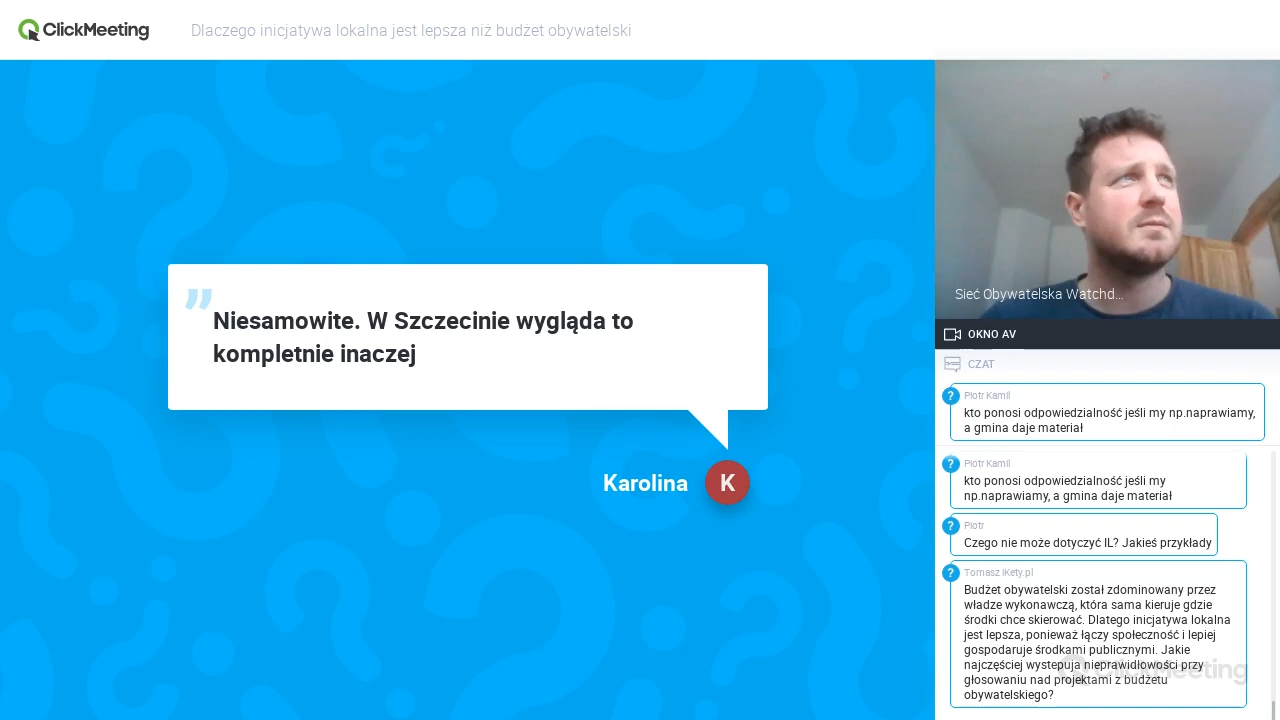 ClickMeeting
Dlaczego inicjatywa lokalna jest lepsza niż budżet obywatelski
”
Niesamowite. W Szczecinie wygląda to
kompletnie inaczej
Karolina
K
Sieć Obywatelska Watchd...
OKNO AV
CZAT
?
Piotr Kamil
kto ponosi odpowiedzialność jeśli my np.naprawiamy,
a gmina daje materiał
?
Piotr Kamil
kto ponosi odpowiedzialność jeśli my
np.naprawiamy, a gmina daje materiał
?
Piotr
Czego nie może dotyczyć IL? Jakieś przykłady
?
Tomasz iKety.pl
Budżet obywatelski został zdominowany przez
władze wykonawczą, która sama kieruje gdzie
środki chce skierować. Dlatego inicjatywa lokalna
jest lepsza, ponieważ łączy społeczność i lepiej
gospodaruje środkami publicznymi. Jakie
najczęściej wystepują nieprawidłowości przy
głosowaniu nad projektami z budżetu
obywatelskiego?
ClickMeeting